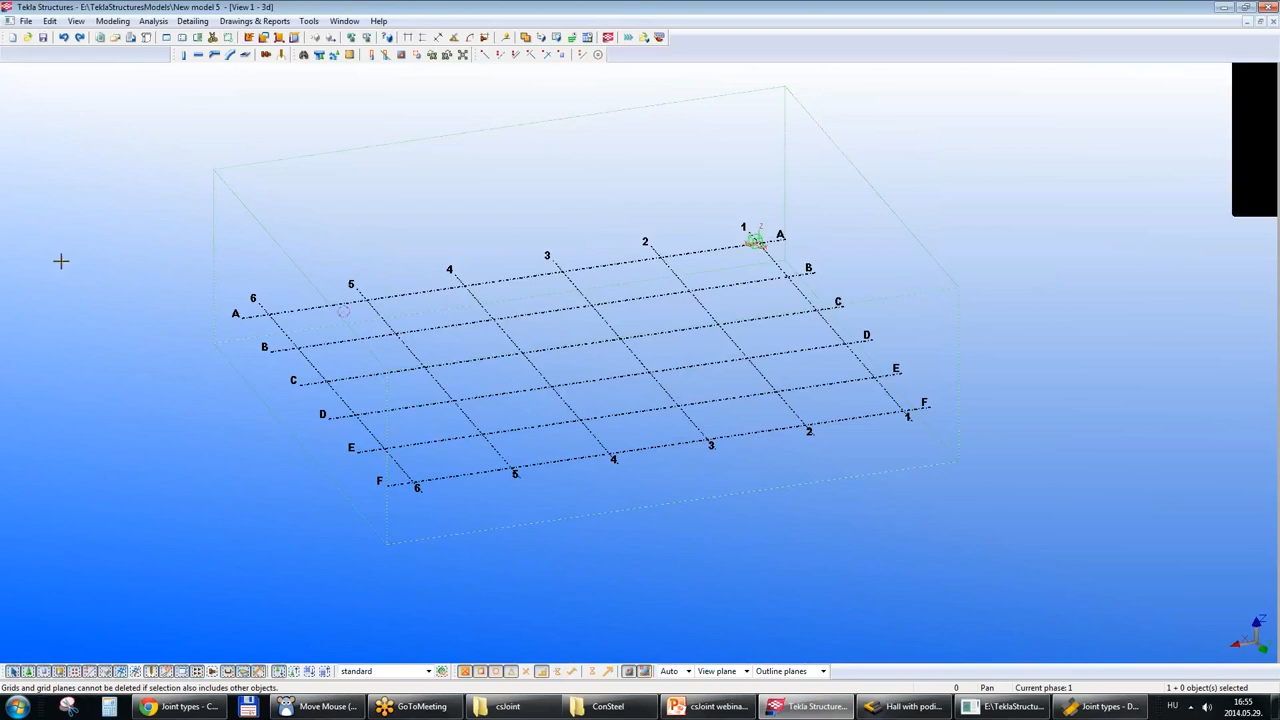 Tekla Structures - E:\TeklaStructuresModels\New model 5 - [View 1 - 3d]
File Edit View Modeling Analysis Detailing Drawings & Reports Tools Window Help
1 z A
2
3 B
4
5 C
6
A D
B
E
C
F
D 1
2
E 3
4
F 5
6
z
x
standard Auto View plane Outline planes
Grids and grid planes cannot be deleted if selection also includes other objects. 0 Pan Current phase: 1 1 + 0 object(s) selected
Joint types - C... Move Mouse (... GoToMeeting csJoint ConSteel csJoint webina... Tekla Structure... Hall with podi... E:\TeklaStructu... Joint types - D... HU 16:55
2014.05.29.